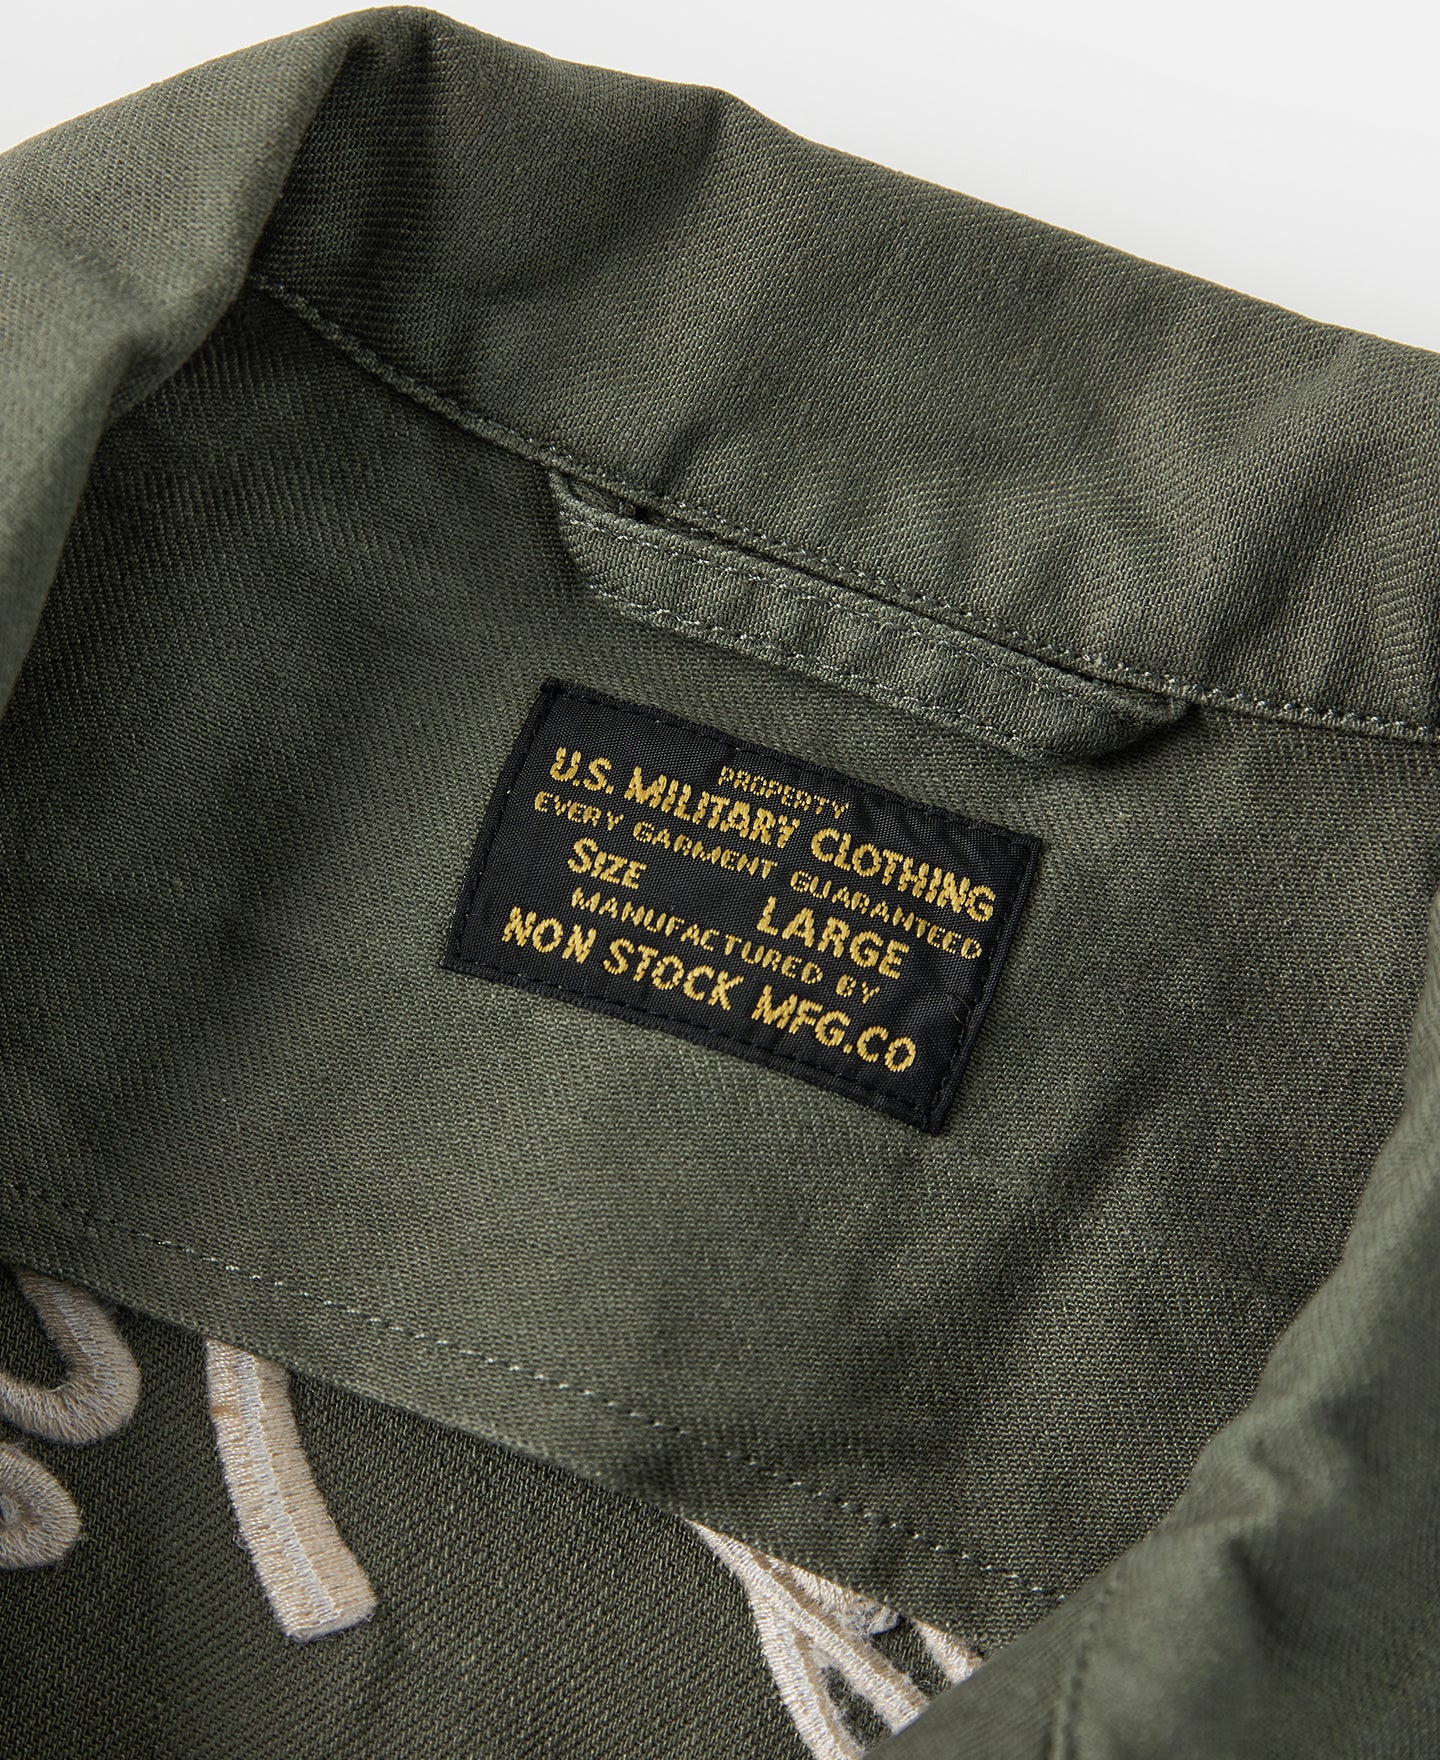 PROPERTY
U.S. MILITARY CLOTHING
EVERY GARMENT GUARANTEED
SIZE LARGE
MANUFACTURED BY
NON STOCK MFG.CO